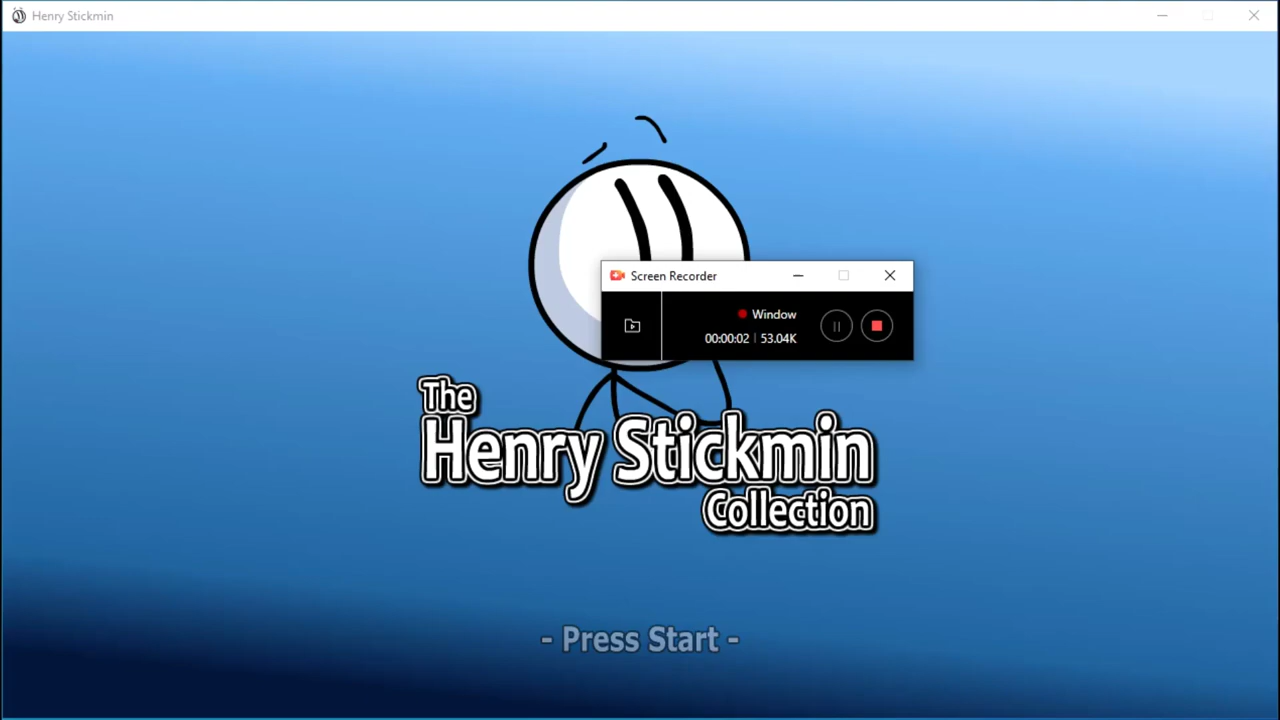 Henry Stickmin
Screen Recorder
Window
00:00:02 | 53.04K
The
Henry Stickmin
Collection
- Press Start -